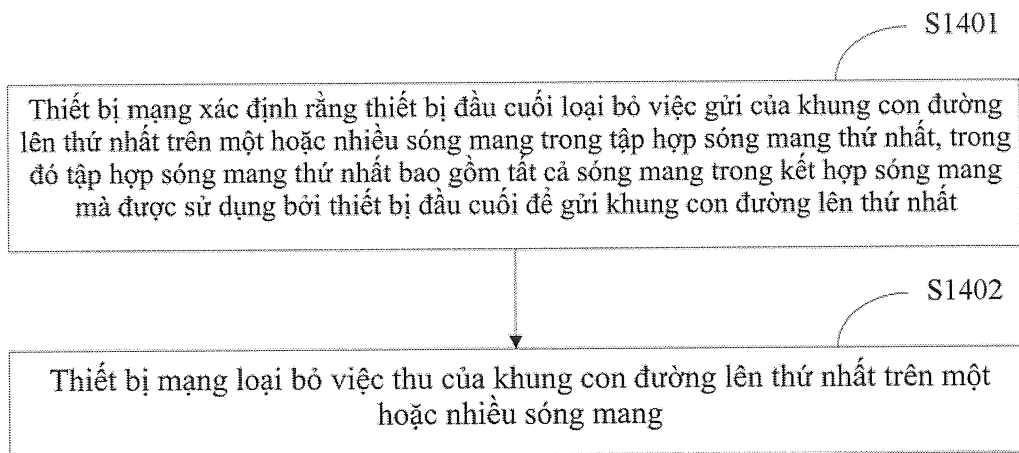 S1401
Thiết bị mạng xác định rằng thiết bị đầu cuối loại bỏ việc gửi của khung con đường
lên thứ nhất trên một hoặc nhiều sóng mang trong tập hợp sóng mang thứ nhất, trong
đó tập hợp sóng mang thứ nhất bao gồm tất cả sóng mang trong kết hợp sóng mang
mà được sử dụng bởi thiết bị đầu cuối để gửi khung con đường lên thứ nhất
S1402
Thiết bị mạng loại bỏ việc thu của khung con đường lên thứ nhất trên một
hoặc nhiều sóng mang